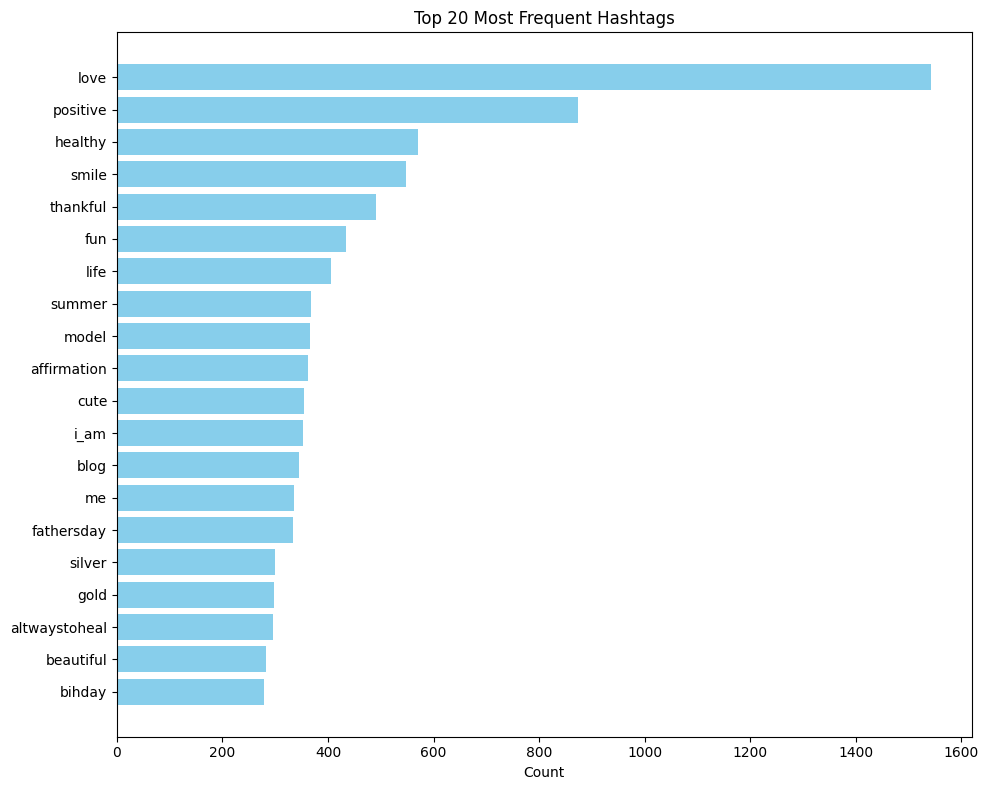 Top 20 Most Frequent Hashtags
love
positive
healthy
smile
thankful
fun
life
summer
model
affirmation
cute
i_am
blog
me
fathersday
silver
gold
altwaystoheal
beautiful
bihday
0 200 400 600 800 1000 1200 1400 1600
Count